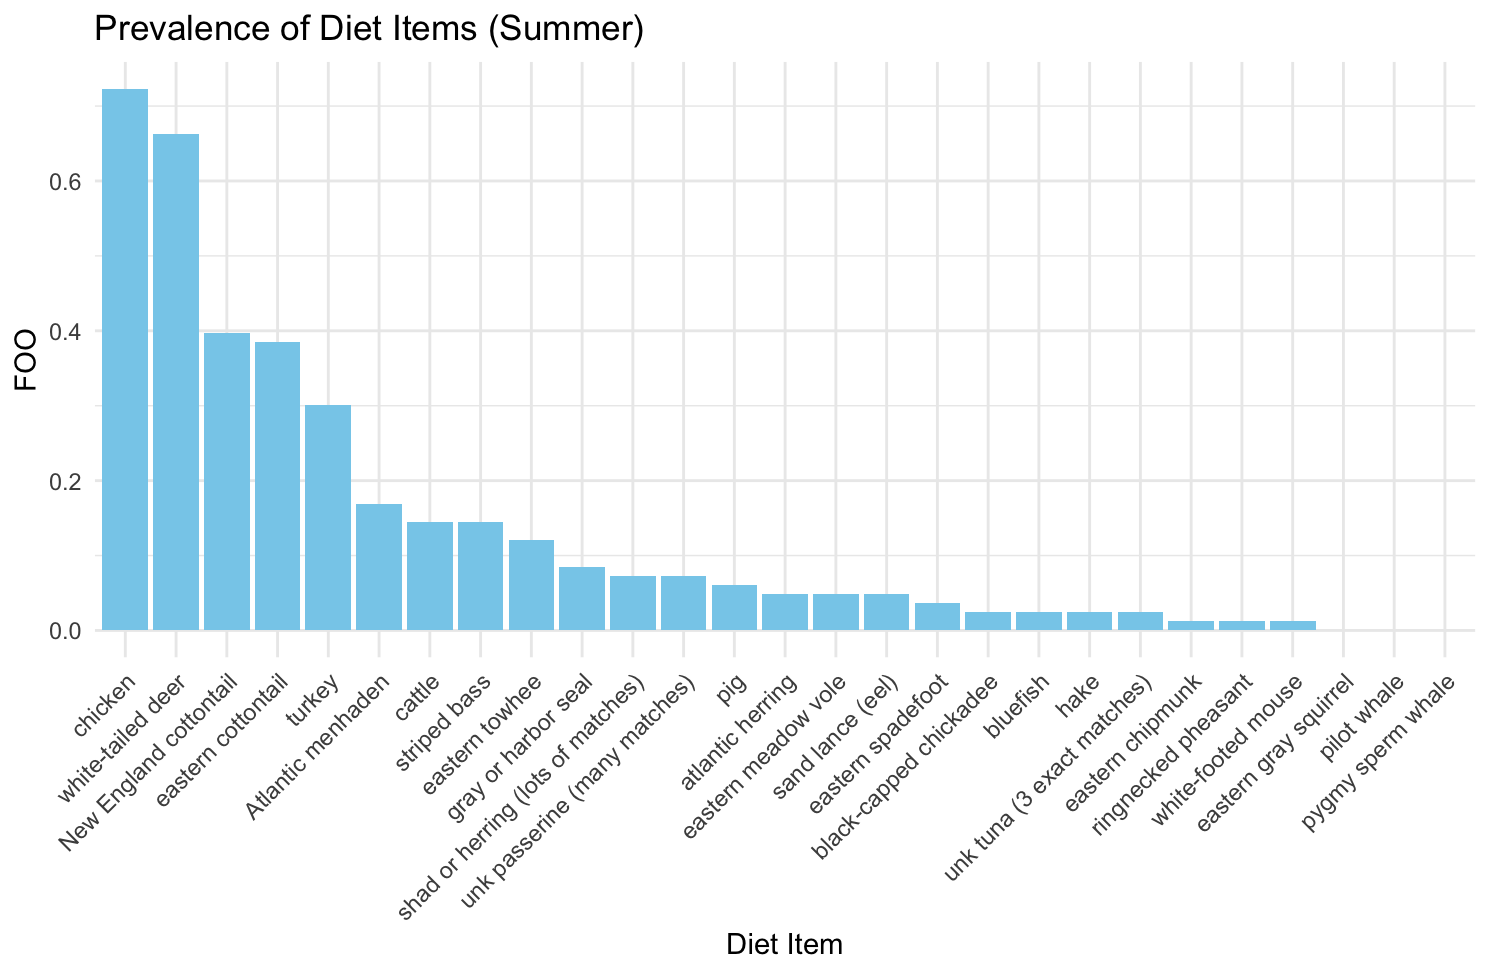 Prevalence of Diet Items (Summer)
FOO
0.6
0.4
0.2
0.0
chicken
white-tailed deer
New England cottontail
eastern cottontail
turkey
Atlantic menhaden
cattle
striped bass
eastern towhee
gray or harbor seal
shad or herring (lots of matches)
unk passerine (many matches)
pig
atlantic herring
eastern meadow vole
sand lance (eel)
eastern spadefoot
black-capped chickadee
bluefish
hake
unk tuna (3 exact matches)
eastern chipmunk
ringnecked pheasant
white-footed mouse
eastern gray squirrel
pilot whale
pygmy sperm whale
Diet Item